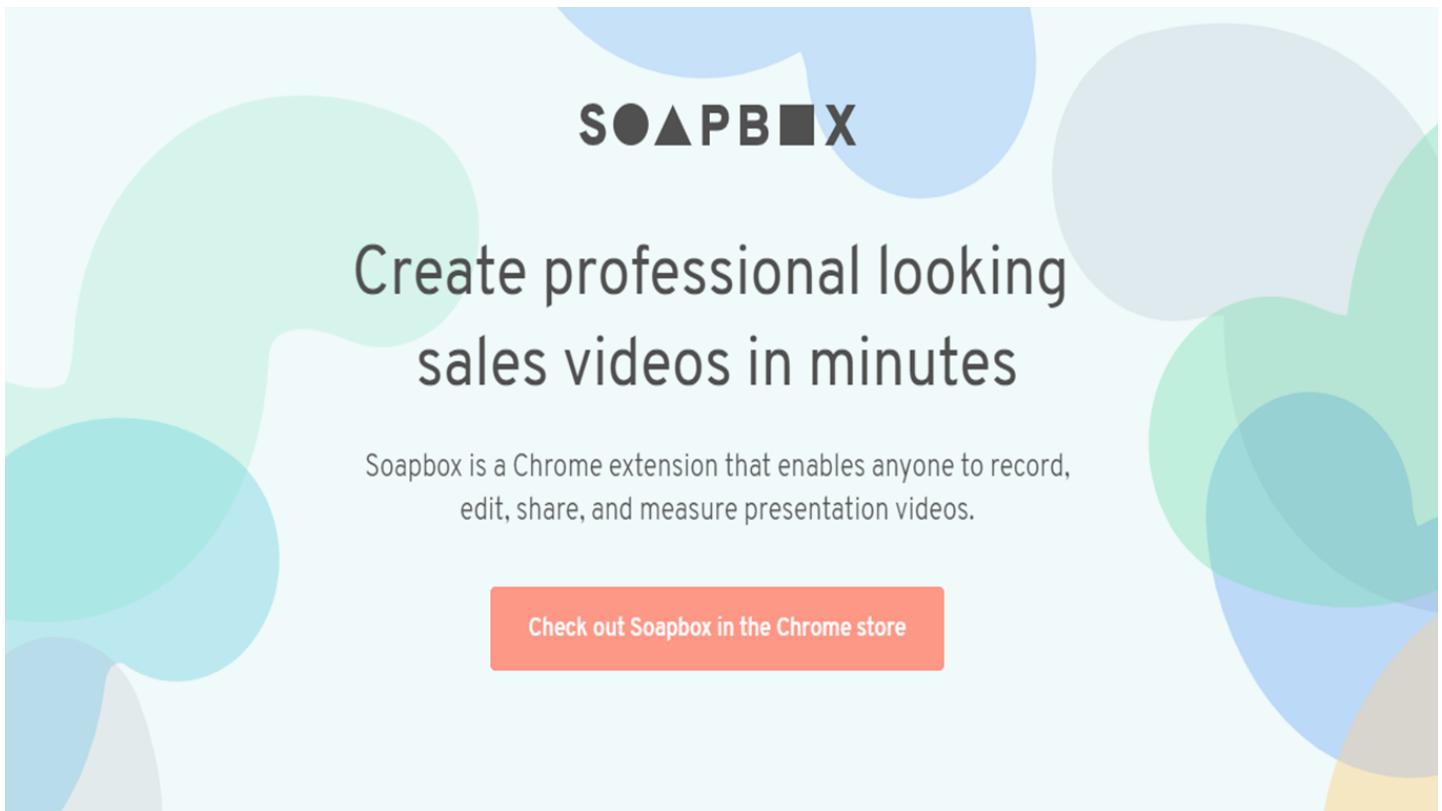 SOAPBOX
Create professional looking
sales videos in minutes
Soapbox is a Chrome extension that enables anyone to record,
edit, share, and measure presentation videos.
Check out Soapbox in the Chrome store